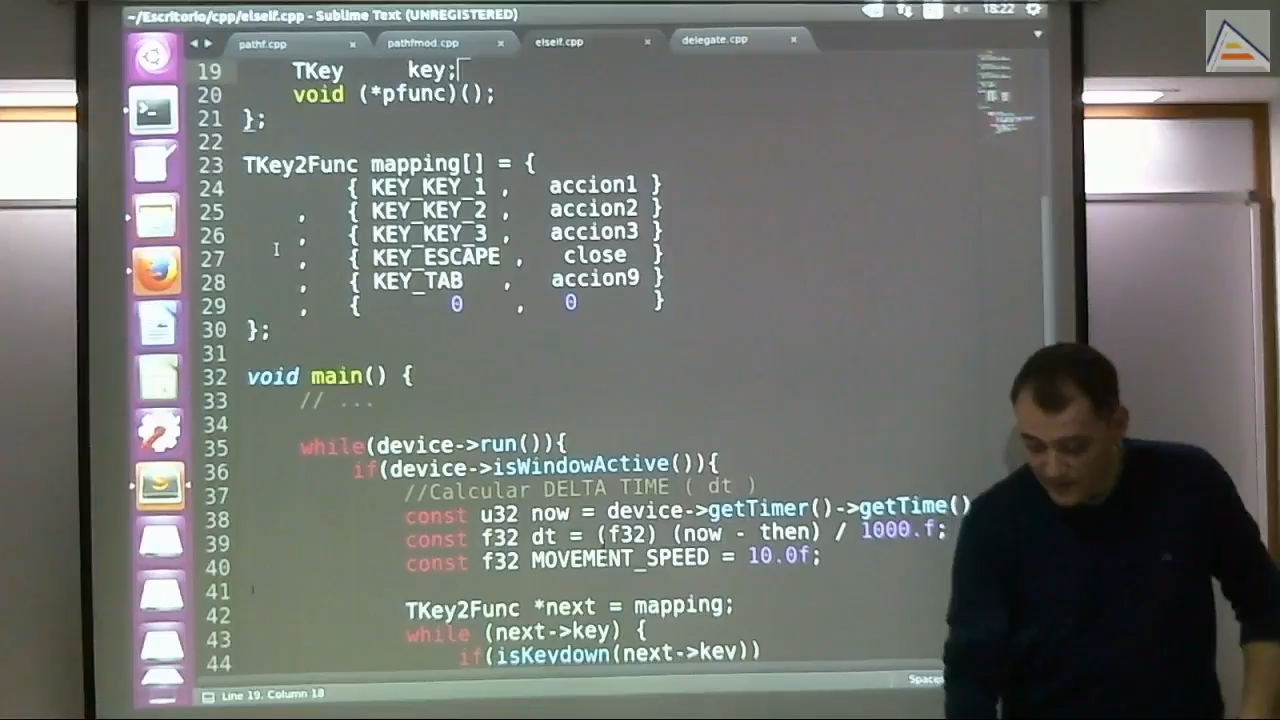 ~/Escritorio/cpp/elseif.cpp - Sublime Text (UNREGISTERED)
18:22
pathf.cpp × pathfmod.cpp × elseif.cpp × delegate.cpp ×
19 TKey key;
20 void (*pfunc)();
21 };
22
23 TKey2Func mapping[] = {
24 { KEY_KEY_1 , accion1 }
25 , { KEY_KEY_2 , accion2 }
26 , { KEY_KEY_3 , accion3 }
27 , { KEY_ESCAPE , close }
28 , { KEY_TAB , accion9 }
29 , { 0 , 0 }
30 };
31
32 void main() {
33 // ...
34
35 while(device->run()){
36 if(device->isWindowActive()){
37 //Calcular DELTA TIME ( dt )
38 const u32 now = device->getTimer()->getTime()
39 const f32 dt = (f32) (now - then) / 1000.f;
40 const f32 MOVEMENT_SPEED = 10.0f;
41
42 TKey2Func *next = mapping;
43 while (next->key) {
44 if(isKeydown(next->key))
Line 19, Column 18